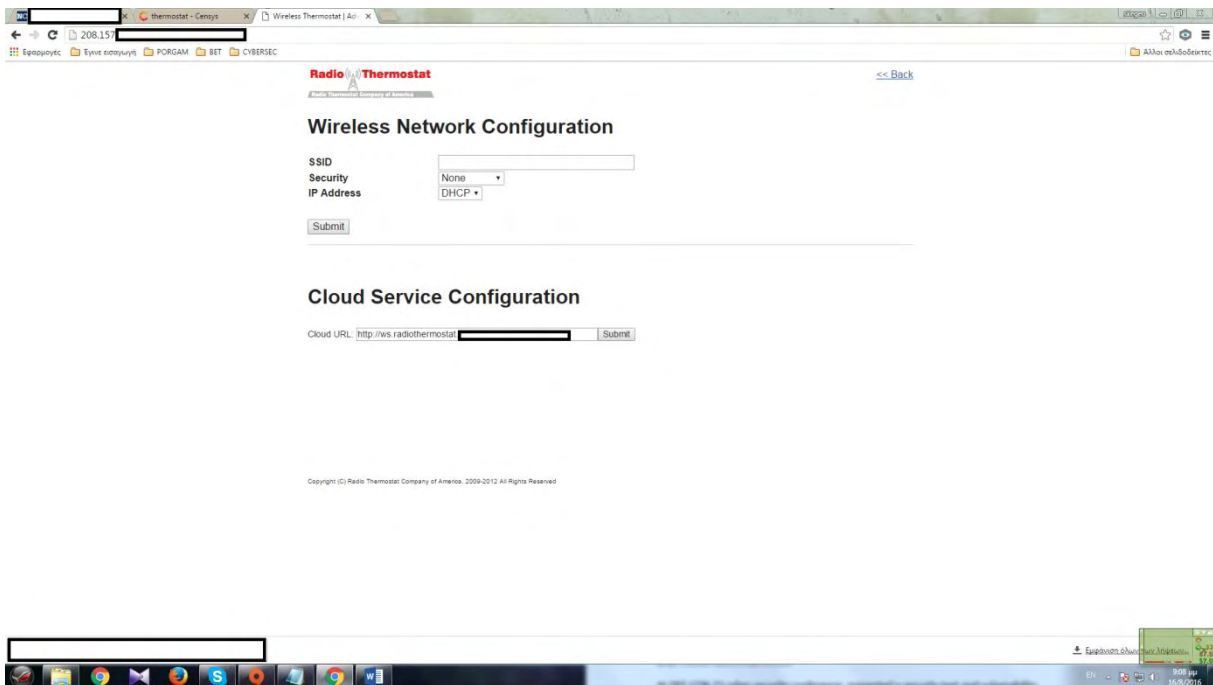 thermostat - Censys
Wireless Thermostat | Ad
208.157
Εφαρμογές Έγινε εισαγωγή PORGAM BET CYBERSEC
Άλλοι σελιδοδείκτες
Radio Thermostat
Radio Thermostat Company of America
<< Back
Wireless Network Configuration
SSID
Security None
IP Address DHCP
Submit
Cloud Service Configuration
Cloud URL: http://ws.radiothermostat. Submit
Copyright (C) Radio Thermostat Company of America, 2009-2012 All Rights Reserved
Εμφάνιση όλων των λήψεων...
EN 9:08 μμ
16/8/2016